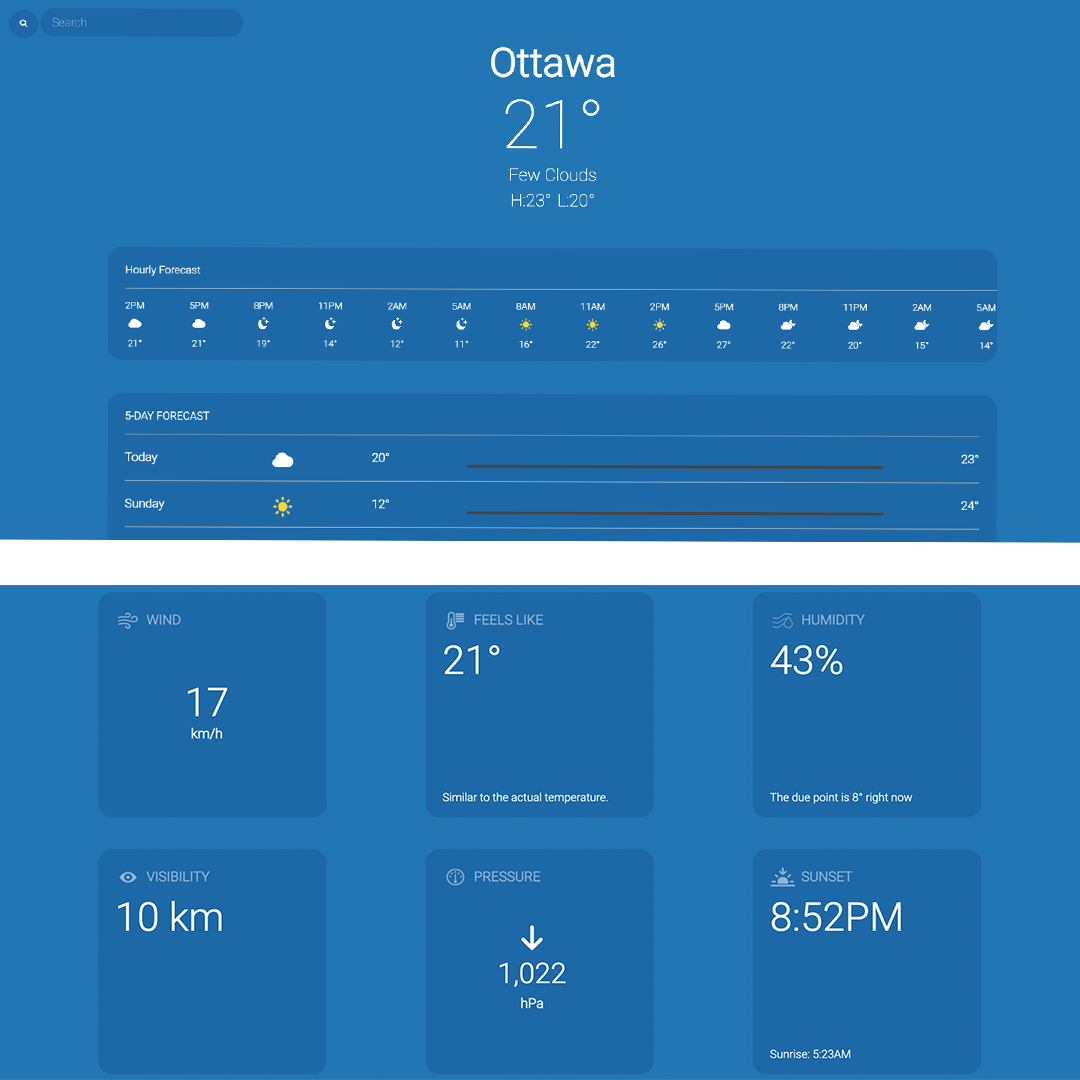 Search
Ottawa
21°
Few Clouds
H:23° L:20°
Hourly Forecast
2PM 5PM 8PM 11PM 2AM 5AM 8AM 11AM 2PM 5PM 8PM 11PM 2AM 5AM
21° 21° 19° 14° 12° 11° 16° 22° 26° 27° 22° 20° 15° 14°
5-DAY FORECAST
Today 20° 23°
Sunday 12° 24°
WIND
17
km/h
FEELS LIKE
21°
Similar to the actual temperature.
HUMIDITY
43%
The due point is 8° right now
VISIBILITY
10 km
PRESSURE
1,022
hPa
SUNSET
8:52PM
Sunrise: 5:23AM